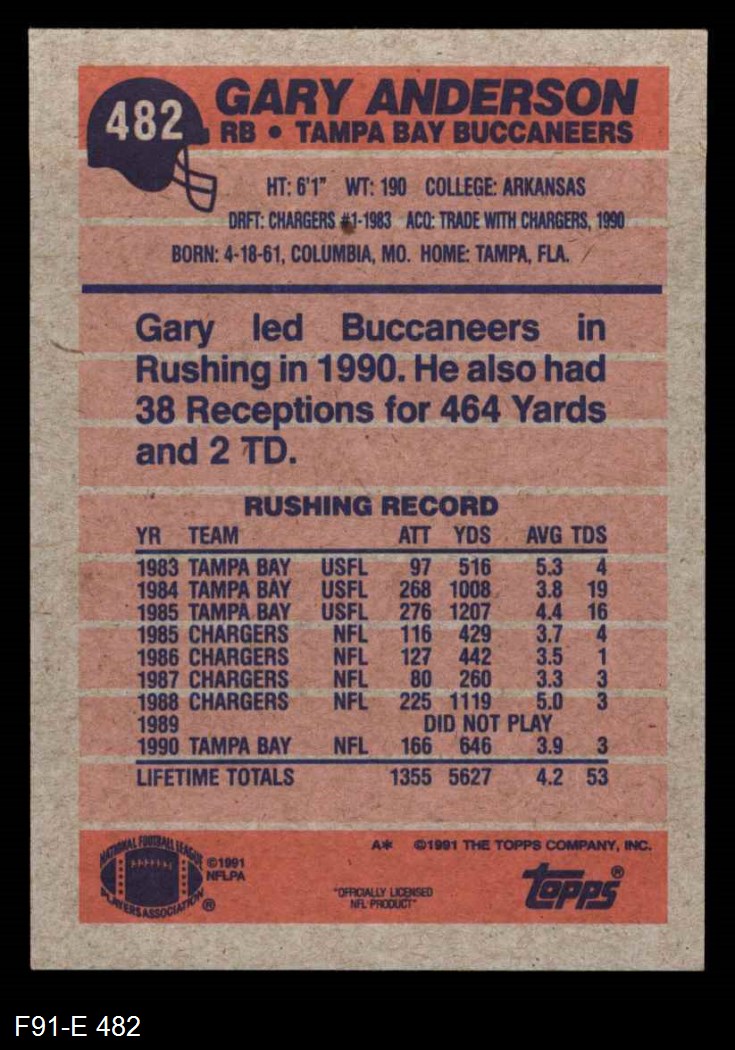 482
GARY ANDERSON
RB • TAMPA BAY BUCCANEERS
HT: 6'1" WT: 190 COLLEGE: ARKANSAS
DRFT: CHARGERS #1-1983 ACQ: TRADE WITH CHARGERS, 1990
BORN: 4-18-61, COLUMBIA, MO. HOME: TAMPA, FLA.
Gary led Buccaneers in
Rushing in 1990. He also had
38 Receptions for 464 Yards
and 2 TD.
RUSHING RECORD
YR TEAM ATT YDS AVG TDS
1983 TAMPA BAY USFL 97 516 5.3 4
1984 TAMPA BAY USFL 268 1008 3.8 19
1985 TAMPA BAY USFL 276 1207 4.4 16
1985 CHARGERS NFL 116 429 3.7 4
1986 CHARGERS NFL 127 442 3.5 1
1987 CHARGERS NFL 80 260 3.3 3
1988 CHARGERS NFL 225 1119 5.0 3
1989 DID NOT PLAY
1990 TAMPA BAY NFL 166 646 3.9 3
LIFETIME TOTALS 1355 5627 4.2 53
NATIONAL FOOTBALL LEAGUE
PLAYERS ASSOCIATION ®
©1991
NFLPA
A* ©1991 THE TOPPS COMPANY, INC.
"OFFICIALLY LICENSED
NFL PRODUCT"
topps®
F91-E 482